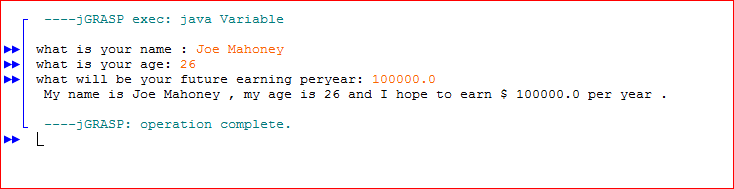 ----jGRASP exec: java Variable
what is your name : Joe Mahoney
what is your age: 26
what will be your future earning peryear: 100000.0
My name is Joe Mahoney , my age is 26 and I hope to earn $ 100000.0 per year .
----jGRASP: operation complete.